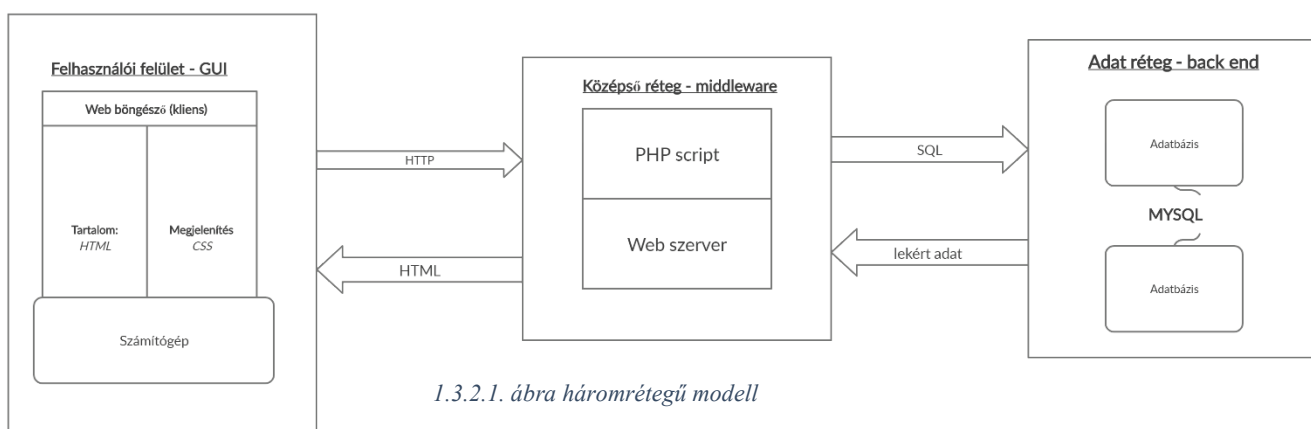 Felhasználói felület - GUI
Web böngésző (kliens)
Tartalom:
HTML
Megjelenítés
CSS
Számítógép
HTTP
HTML
Középső réteg - middleware
PHP script
Web szerver
SQL
lekért adat
Adat réteg - back end
Adatbázis
MYSQL
Adatbázis
1.3.2.1. ábra háromrétegű modell